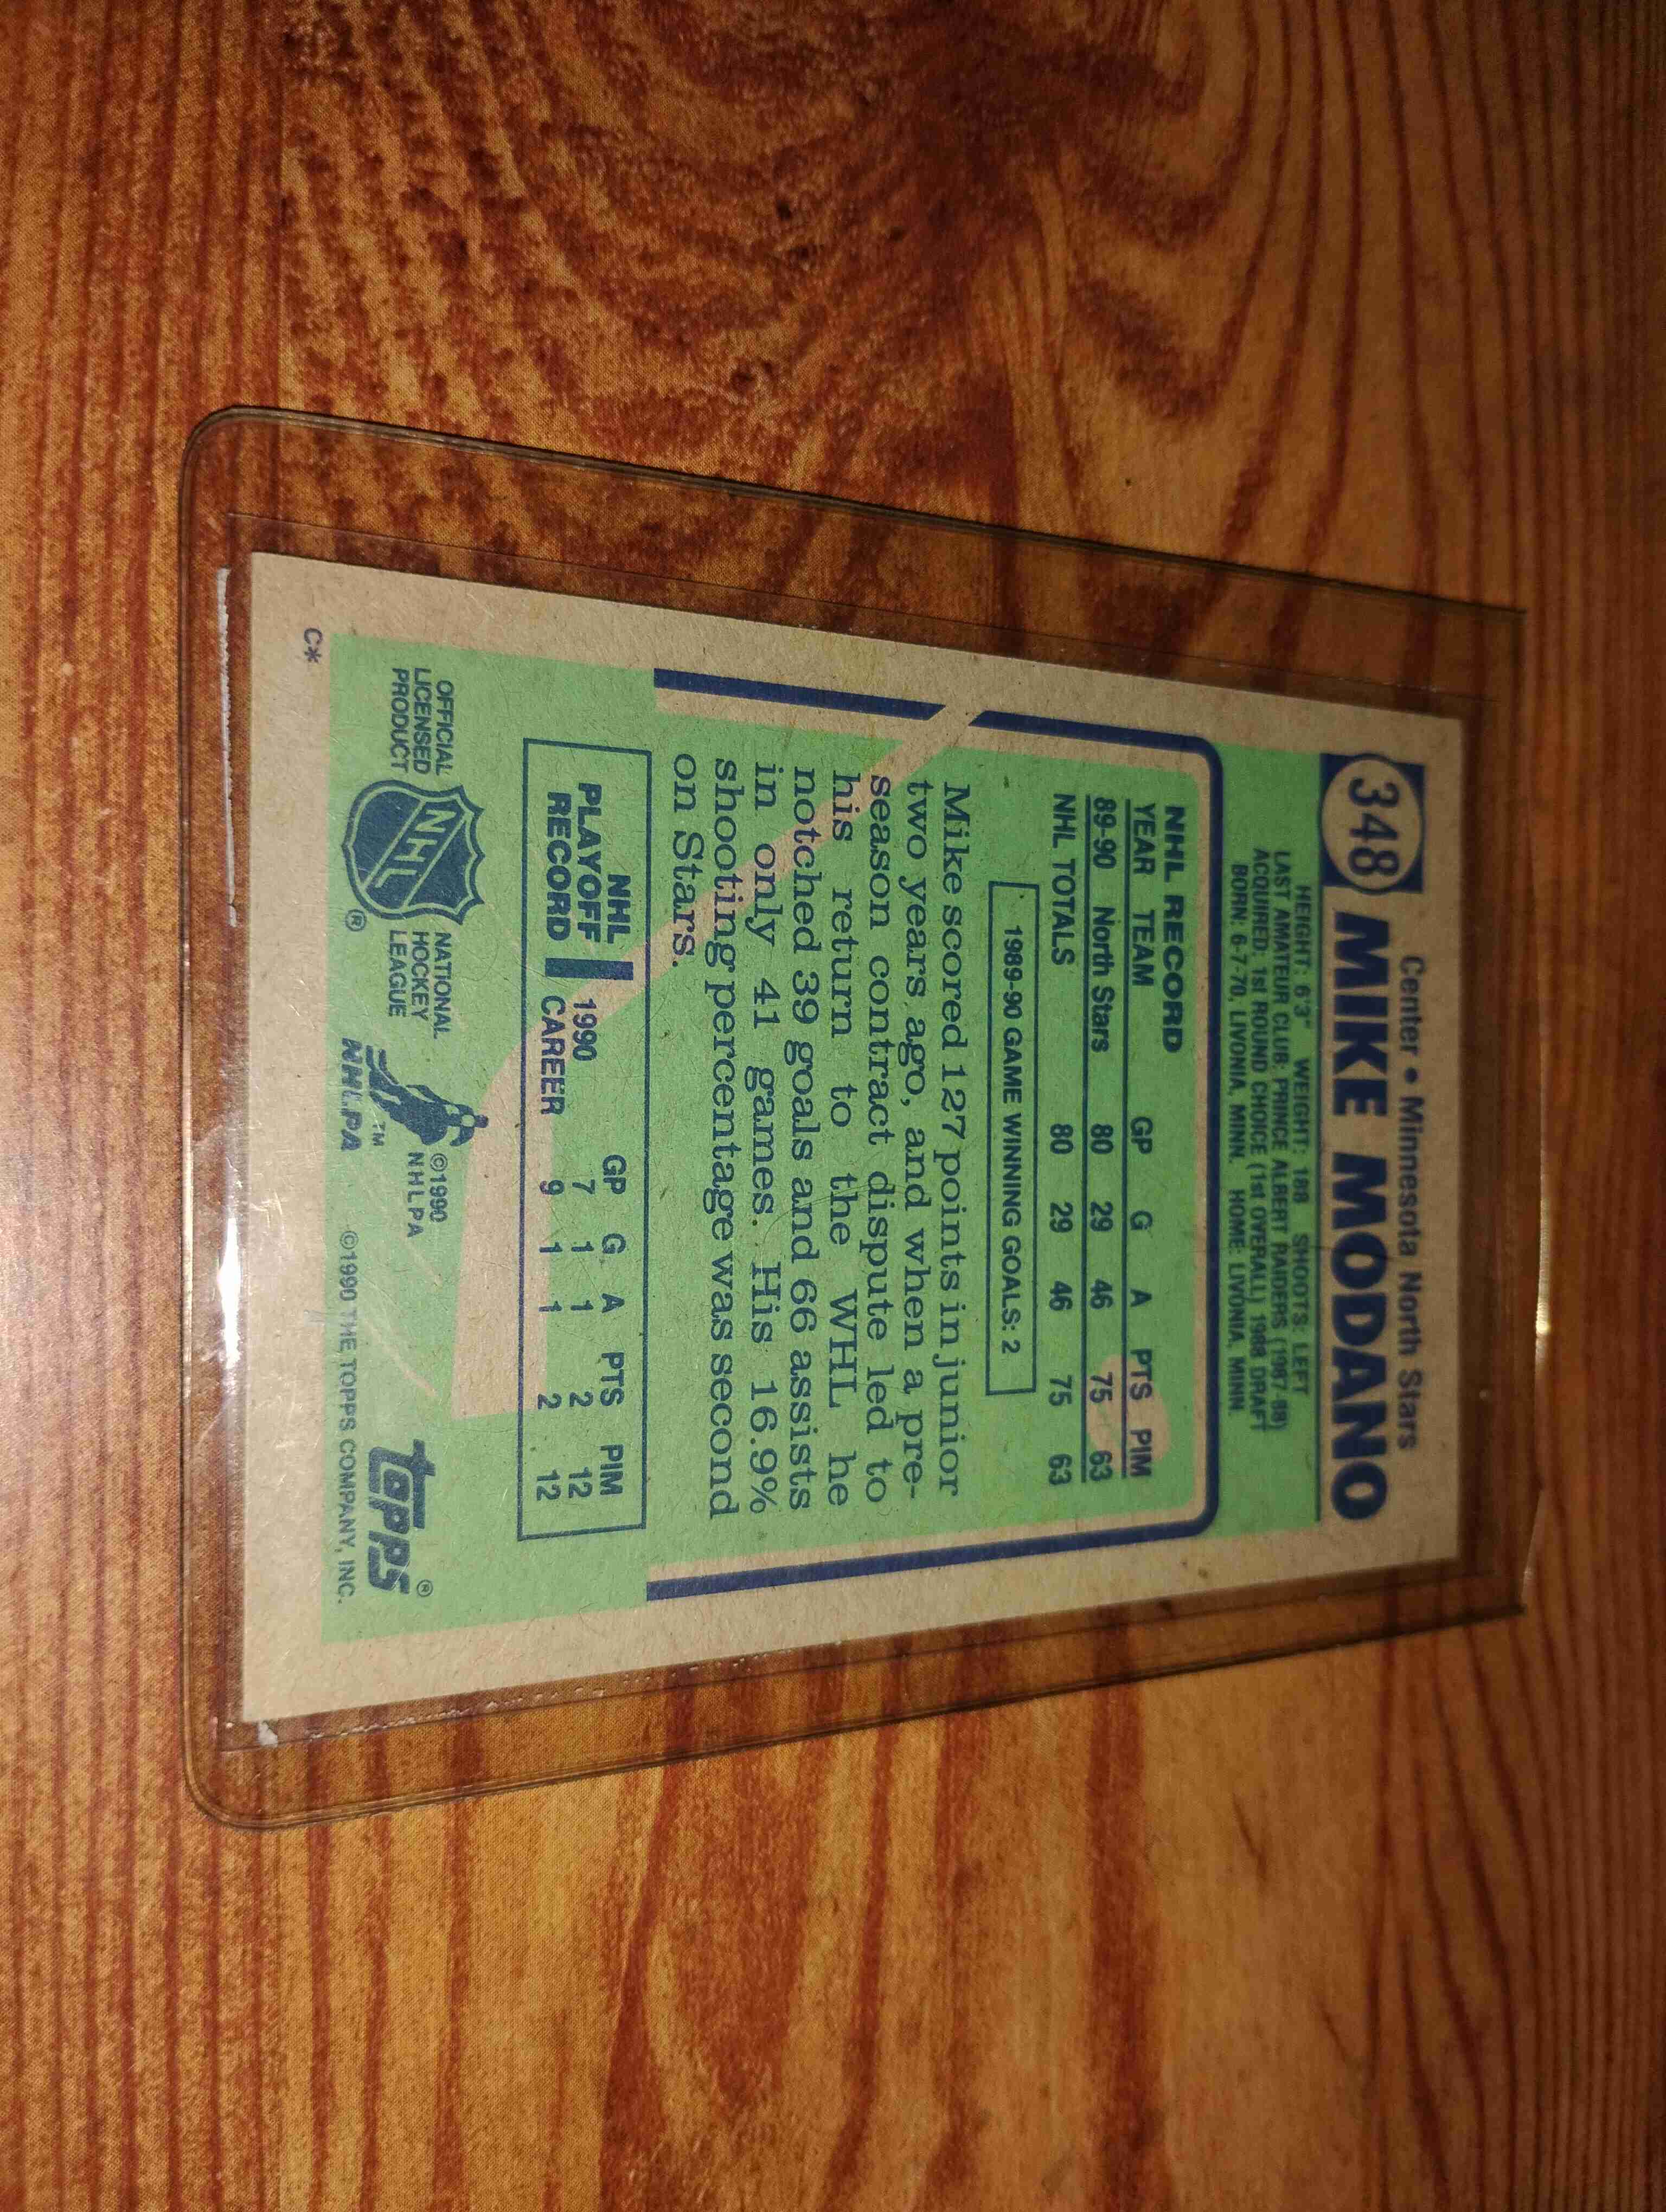 Center • Minnesota North Stars
348 MIKE MODANO
HEIGHT: 6'3" WEIGHT: 188 SHOOTS: LEFT
LAST AMATEUR CLUB: PRINCE ALBERT RAIDERS (1987-88)
ACQUIRED: 1st ROUND CHOICE (1st OVERALL) 1988 DRAFT
BORN: 6-7-70, LIVONIA, MINN. HOME: LIVONIA, MINN.
NHL RECORD
YEAR TEAM GP G A PTS PIM
89-90 North Stars 80 29 46 75 63
NHL TOTALS 80 29 46 75 63
1989-90 GAME WINNING GOALS: 2
Mike scored 127 points in junior
two years ago, and when a pre-
season contract dispute led to
his return to the WHL he
notched 39 goals and 66 assists
in only 41 games. His 16.9%
shooting percentage was second
on Stars.
NHL PLAYOFF RECORD
GP G A PTS PIM
1990 7 1 1 2 12
CAREER 9 1 1 2 12
OFFICIAL
LICENSED
PRODUCT
NHL ®
NATIONAL
HOCKEY
LEAGUE
NHLPA ™
©1990
NHLPA
topps ®
©1990 THE TOPPS COMPANY, INC.
C*